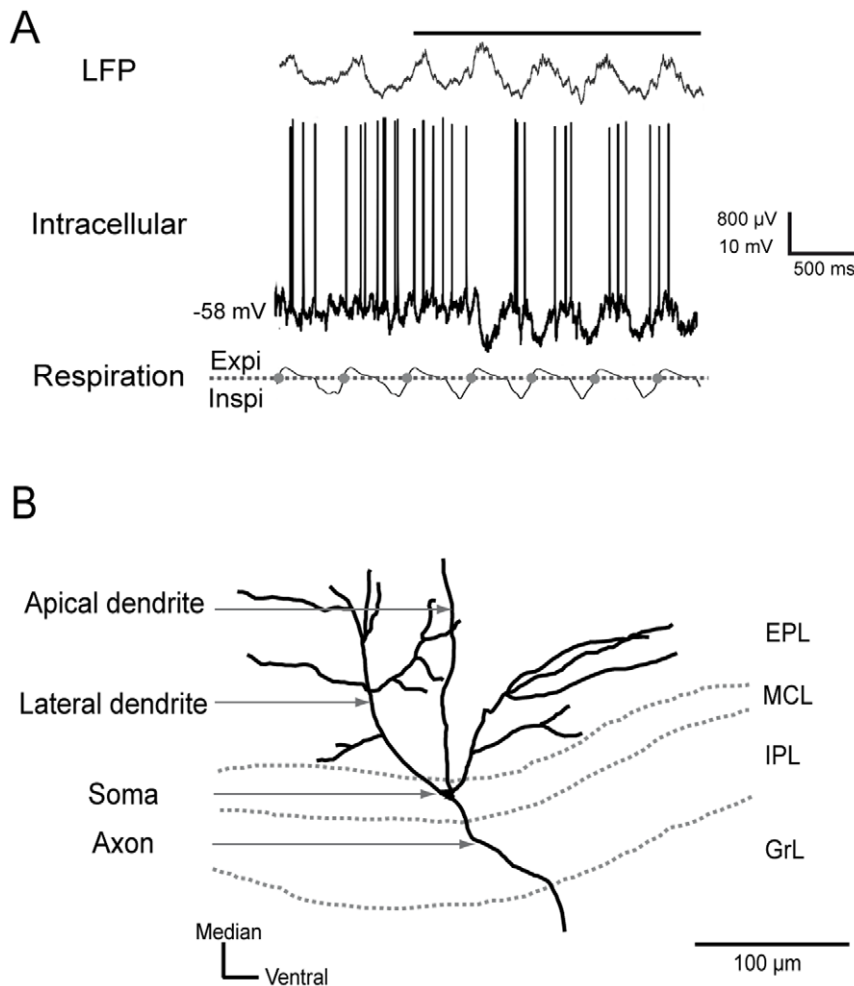 A
LFP
Intracellular
800 µV
10 mV
500 ms
-58 mV
Expi
Respiration
Inspi
B
Apical dendrite
EPL
Lateral dendrite
MCL
IPL
Soma
Axon
GrL
Median
Ventral
100 µm